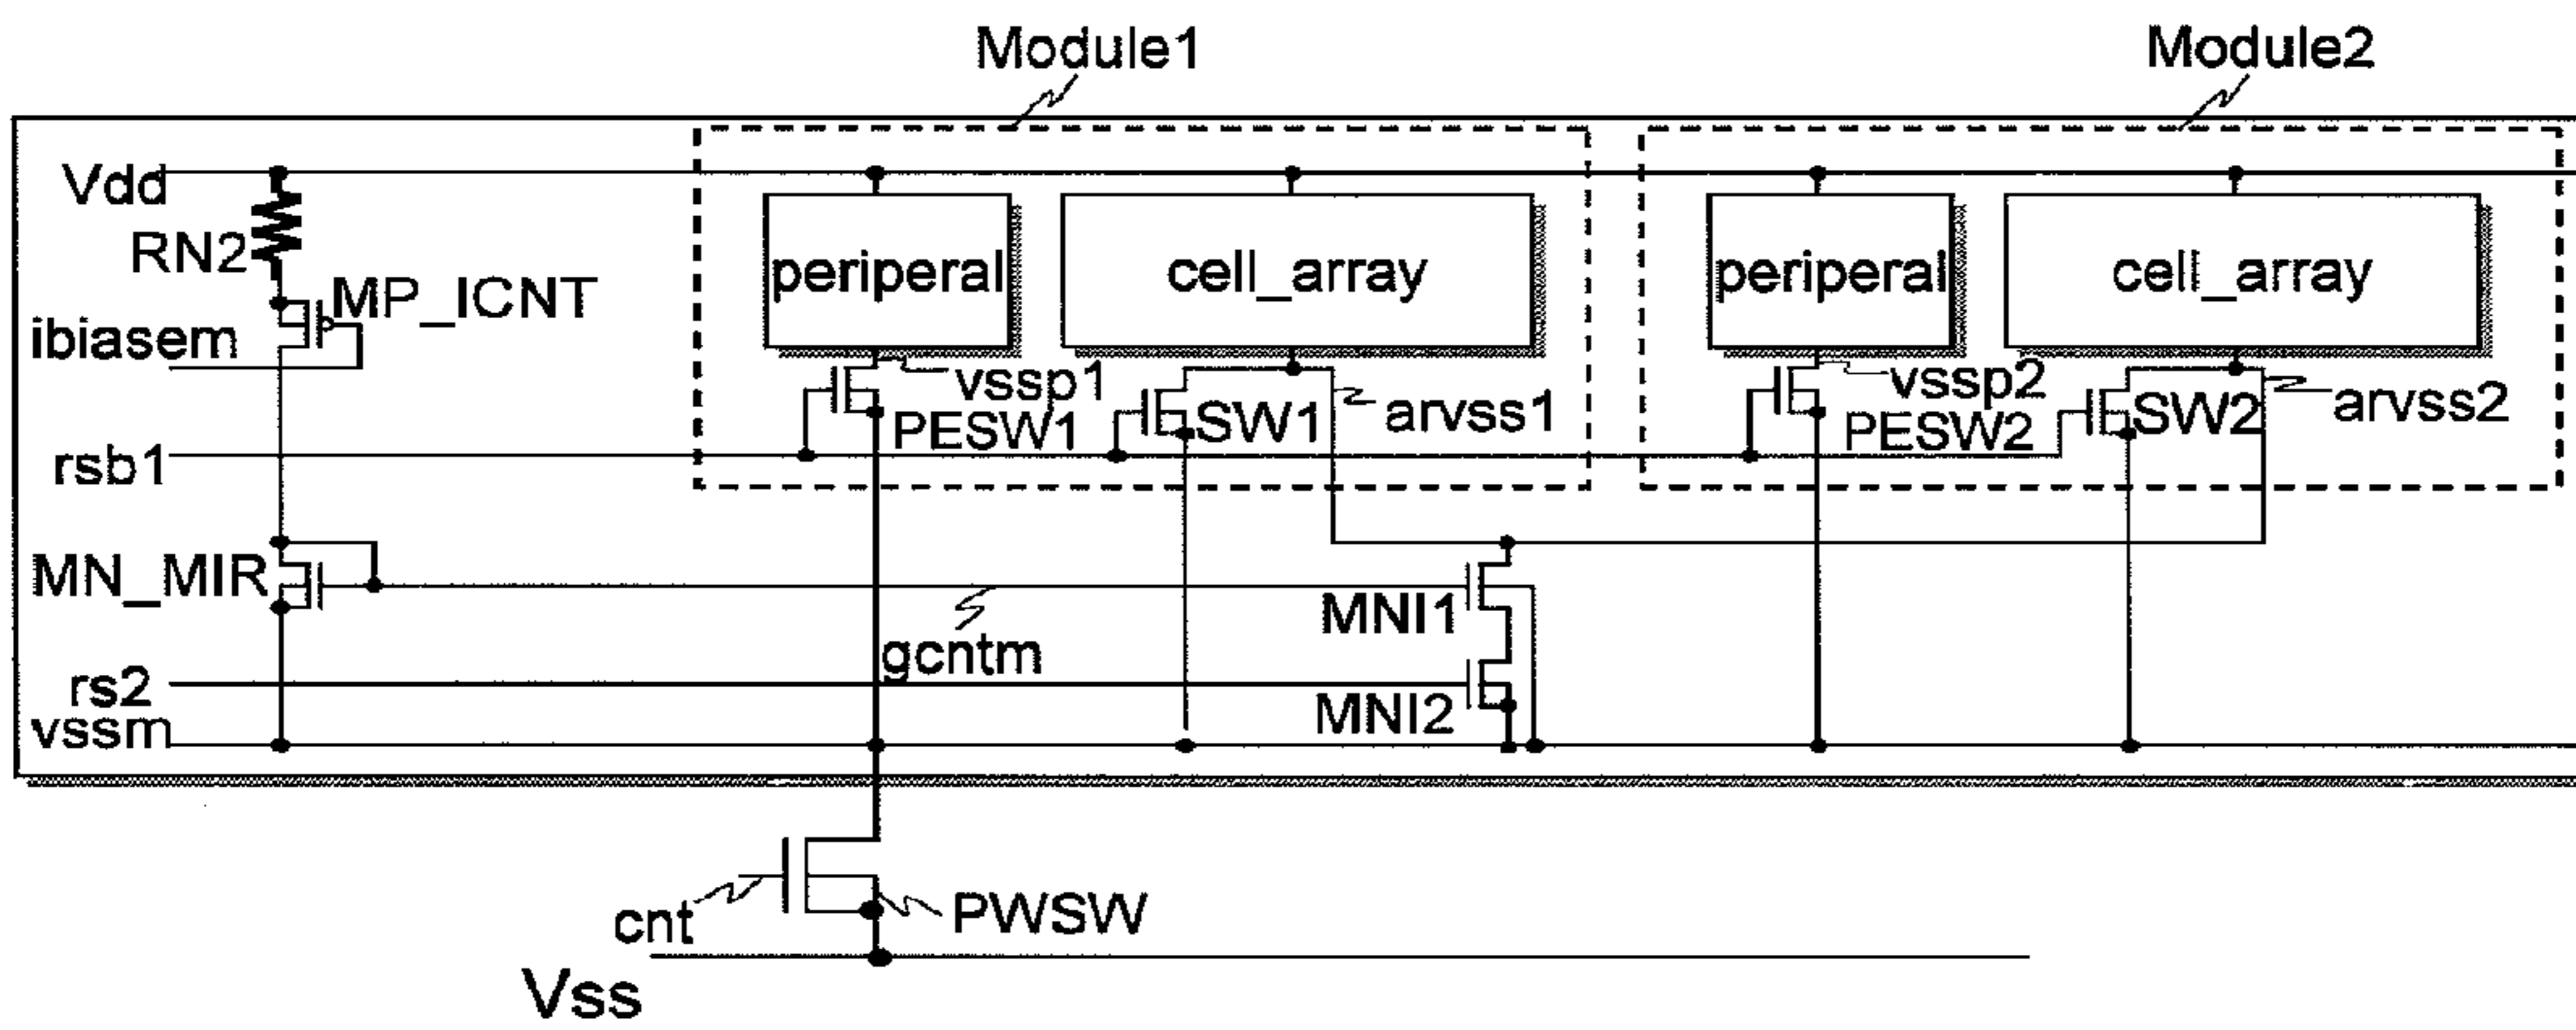 Module1
Module2
Vdd
RN2
MP_ICNT
ibiasem
periperal
cell_array
periperal
cell_array
vssp1
PESW1
SW1
arvss1
vssp2
PESW2
SW2
arvss2
rsb1
MN_MIR
gcntm
MNI1
rs2
MNI2
vssm
cnt
PWSW
Vss